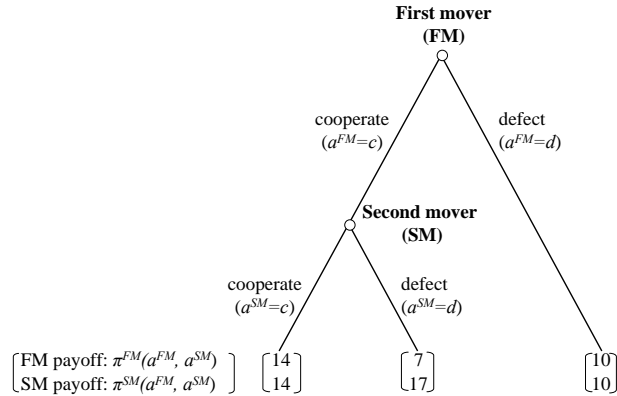 First mover
(FM)
cooperate
(a^FM=c)
defect
(a^FM=d)
Second mover
(SM)
cooperate
(a^SM=c)
defect
(a^SM=d)
FM payoff: π^FM(a^FM, a^SM)
SM payoff: π^SM(a^FM, a^SM)
14
14
7
17
10
10